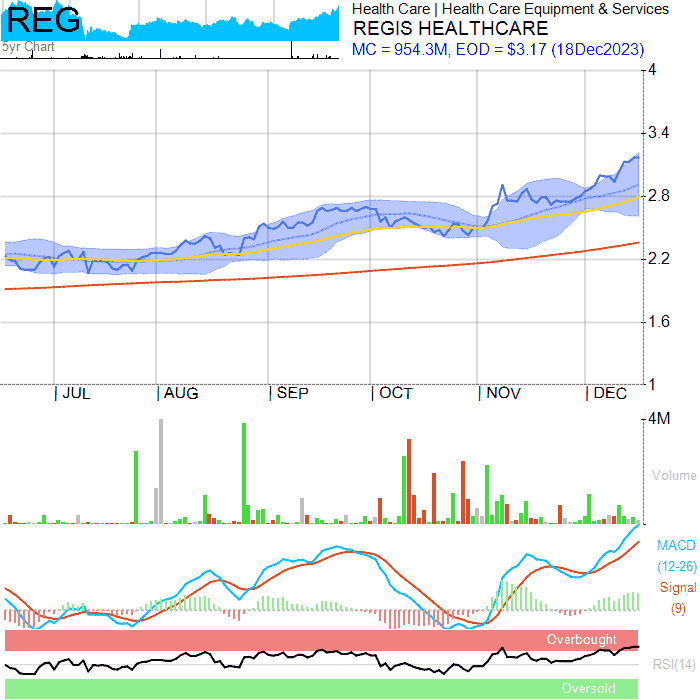 REG
5yr Chart
Health Care | Health Care Equipment & Services
REGIS HEALTHCARE
MC = 954.3M, EOD = $3.17 (18Dec2023)
4
3.4
2.8
2.2
1.6
1
JUL AUG SEP OCT NOV DEC
4M
Volume
MACD
(12-26)
Signal
(9)
Overbought
RSI(14)
Oversold